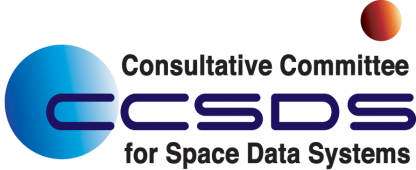 Consultative Committee
CCSDS
for Space Data Systems